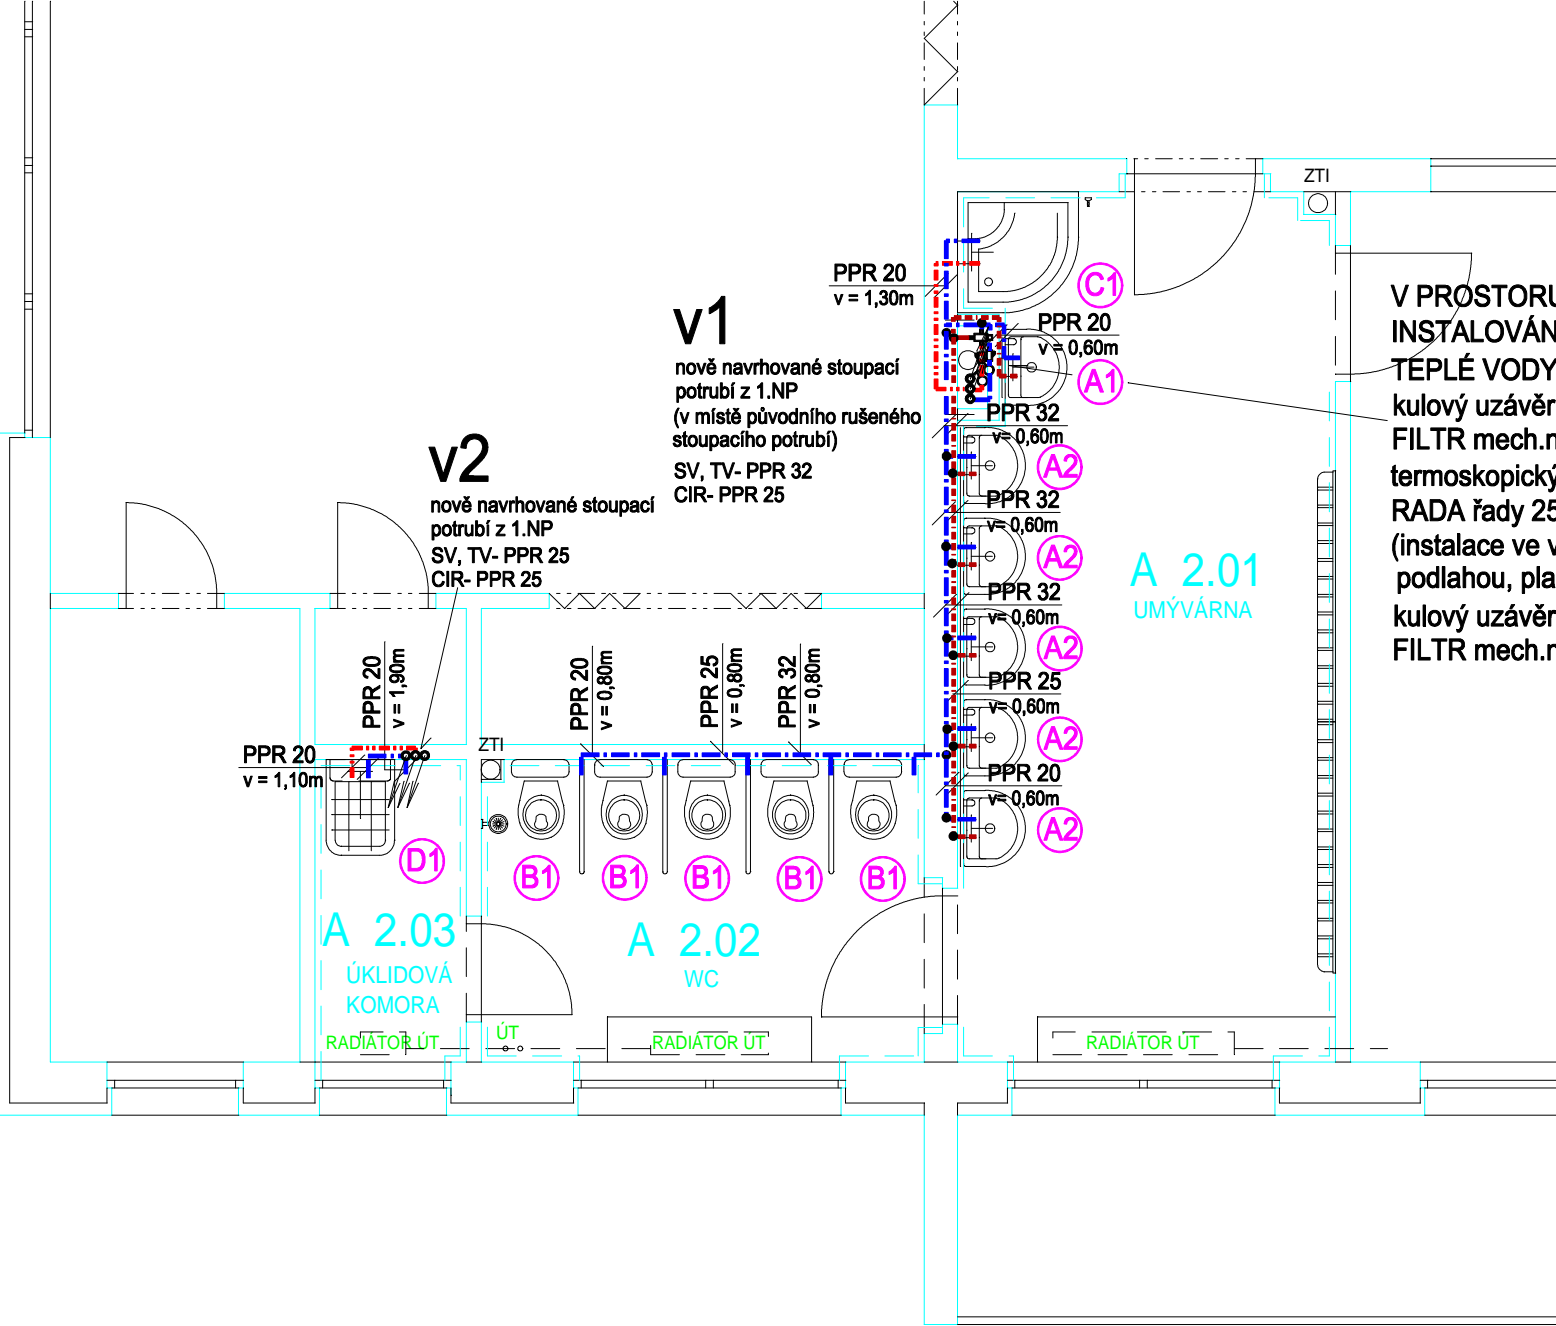 ZTI
PPR 20
v = 1,30m
C1
v1
nově navrhované stoupací
potrubí z 1.NP
(v místě původního rušeného
stoupacího potrubí)
SV, TV- PPR 32
CIR- PPR 25
PPR 20
v = 0,60m
A1
V PROSTORU
INSTALOVÁN
TEPLÉ VODY
kulový uzávěr
FILTR mech.n
termoskopický
RADA řady 25
(instalace ve v
podlahou, pla
kulový uzávěr
FILTR mech.n
v2
nově navrhované stoupací
potrubí z 1.NP
SV, TV- PPR 25
CIR- PPR 25
PPR 32
v= 0,60m
A2
PPR 32
v= 0,60m
A2
PPR 32
v= 0,60m
A2
PPR 25
v= 0,60m
A2
PPR 20
v= 0,60m
A2
A 2.01
UMÝVÁRNA
PPR 20
v = 1,90m
PPR 20
v = 0,80m
PPR 25
v = 0,80m
PPR 32
v = 0,80m
PPR 20
v = 1,10m
ZTI
D1
B1
B1
B1
B1
B1
A 2.03
ÚKLIDOVÁ
KOMORA
A 2.02
WC
RADIÁTOR ÚT
ÚT
RADIÁTOR ÚT
RADIÁTOR ÚT